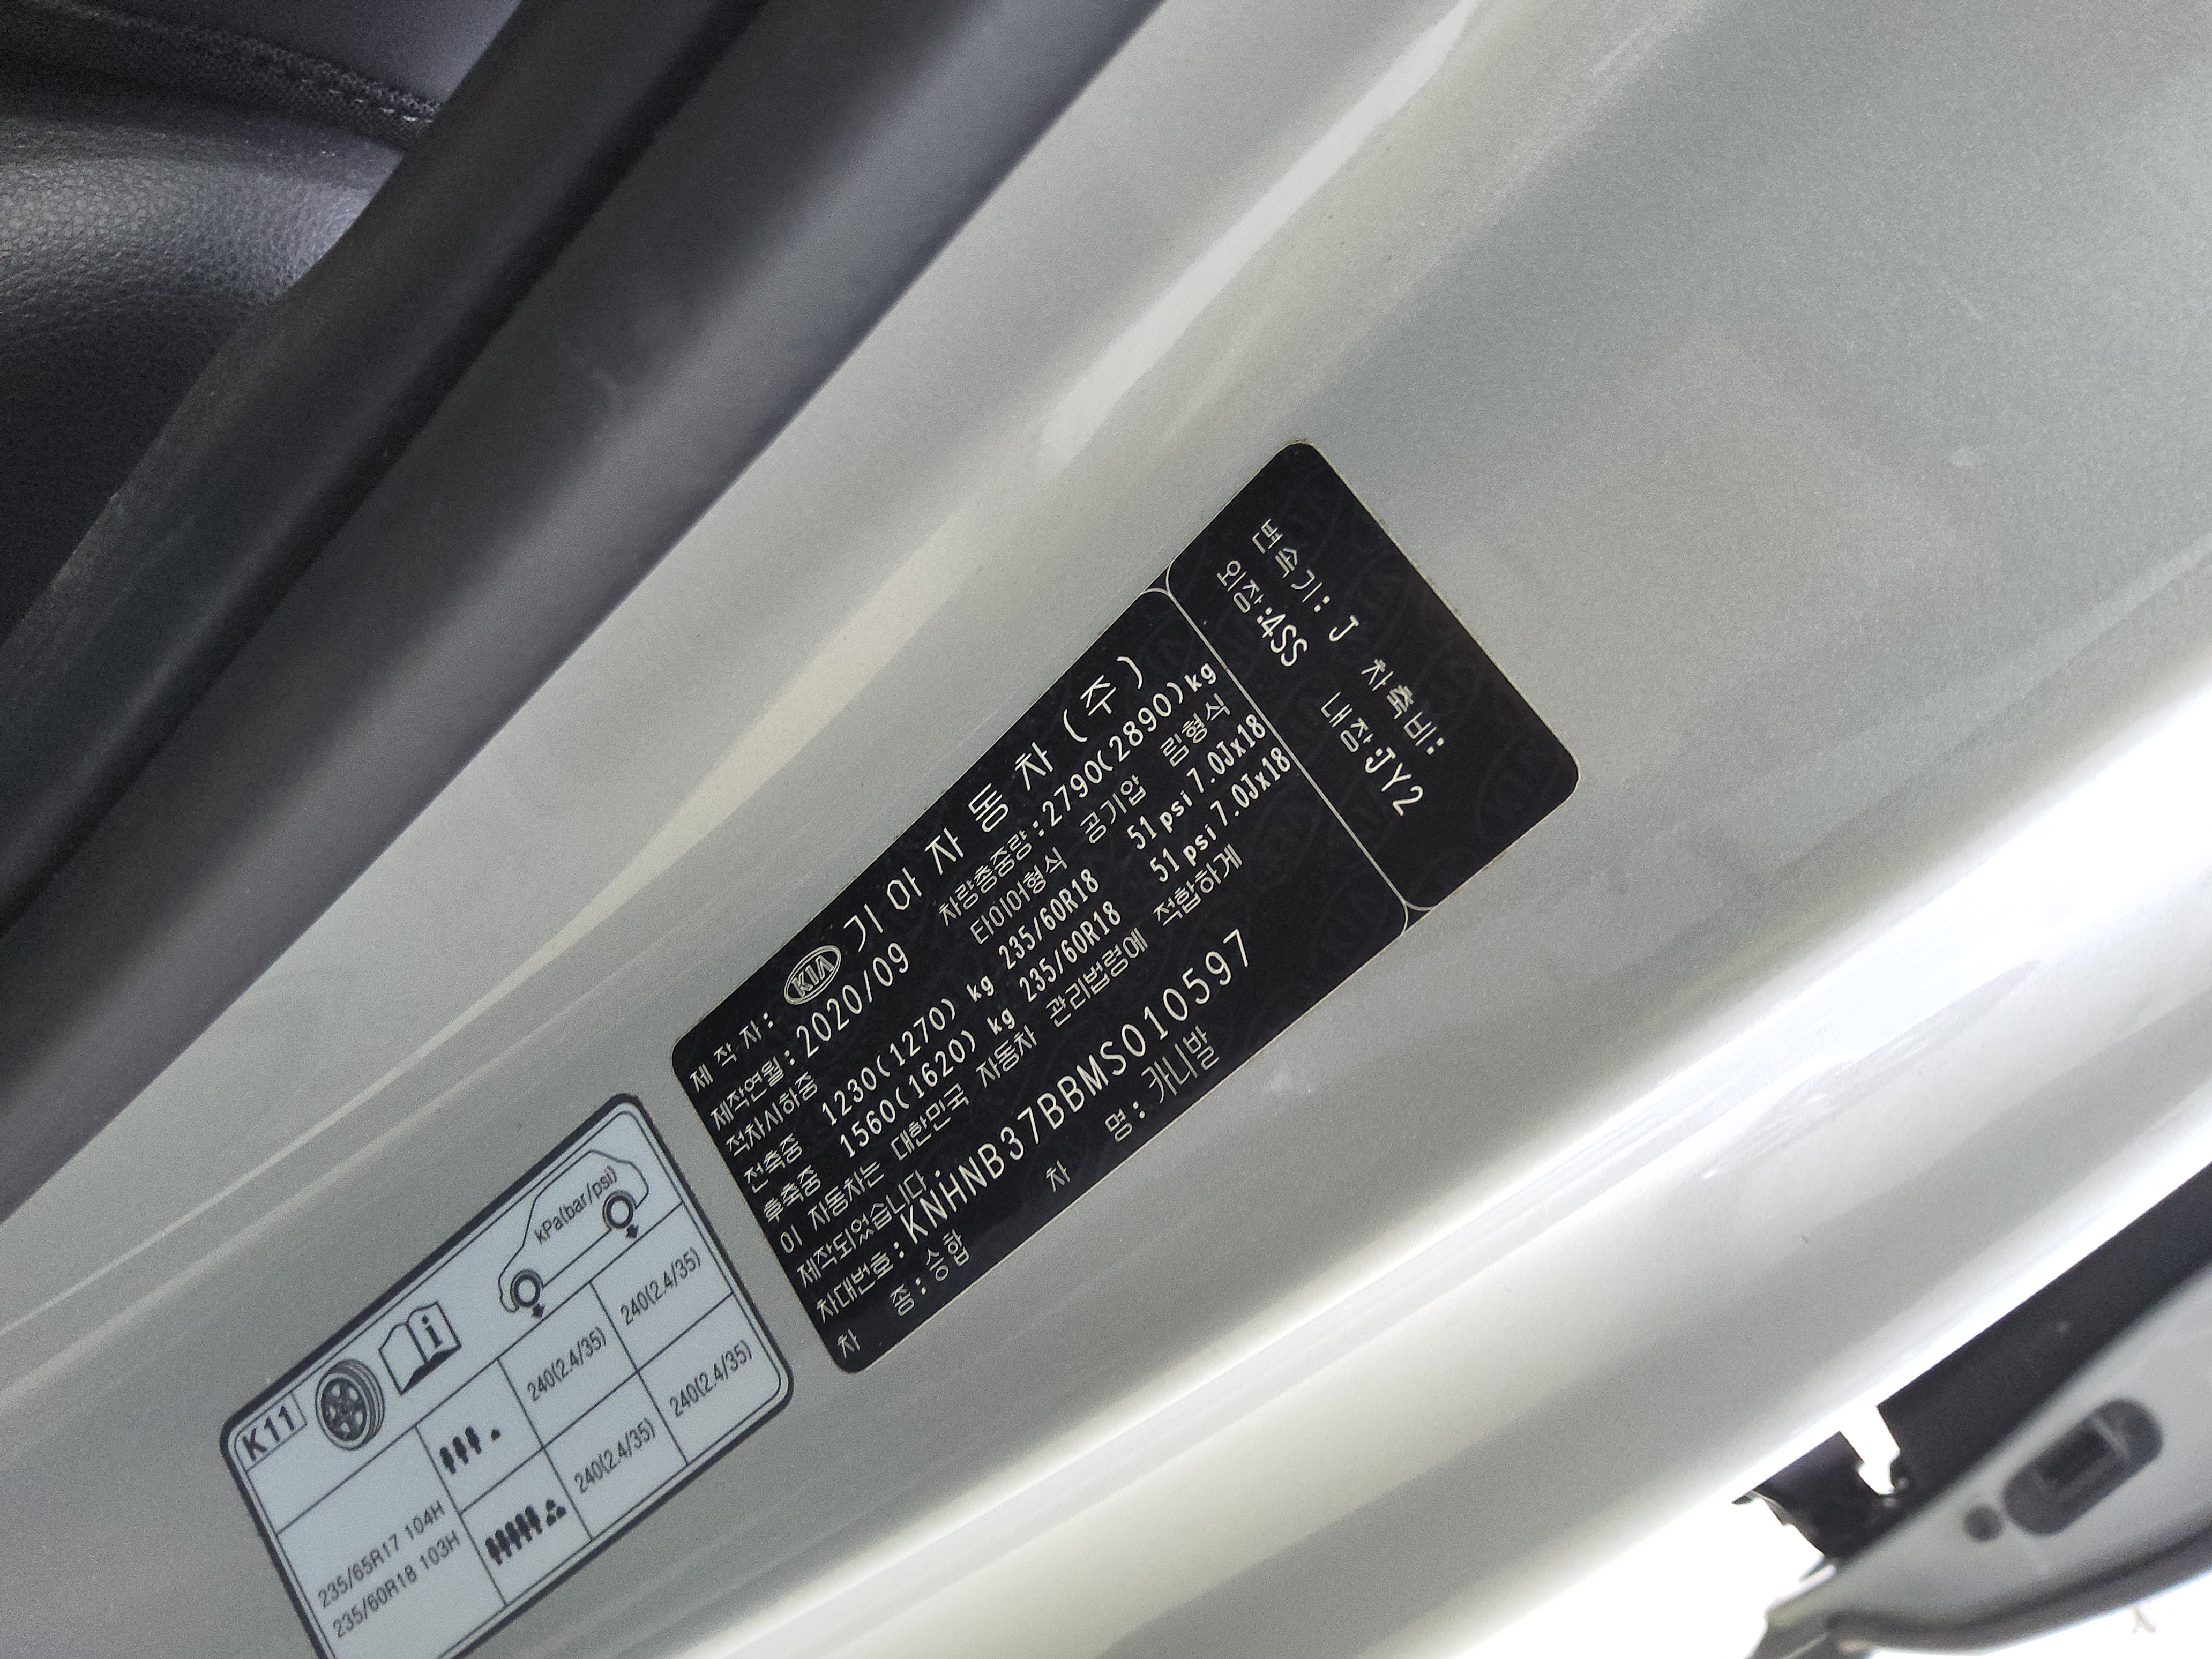 제 작 자: KIA 기 아 자 동 차 (주)
제작연월: 2020/09 차량총중량:2790(2890)kg
적차시하중 타이어형식 공기압 림형식
전축중 1230(1270) kg 235/60R18 51 psi 7.0Jx18
후축중 1560(1620) kg 235/60R18 51 psi 7.0Jx18
이 자동차는 대한민국 자동차 관리법령에 적합하게
제작되었습니다.
차대번호:KNHNB37BBMS010597
차 종:승합 차 명:카니발
변속기: J 차축비:
외장:4SS 내장:JY2
K11
kPa(bar/psi)
235/65R17 104H
235/60R18 103H
240(2.4/35) 240(2.4/35)
240(2.4/35) 240(2.4/35)